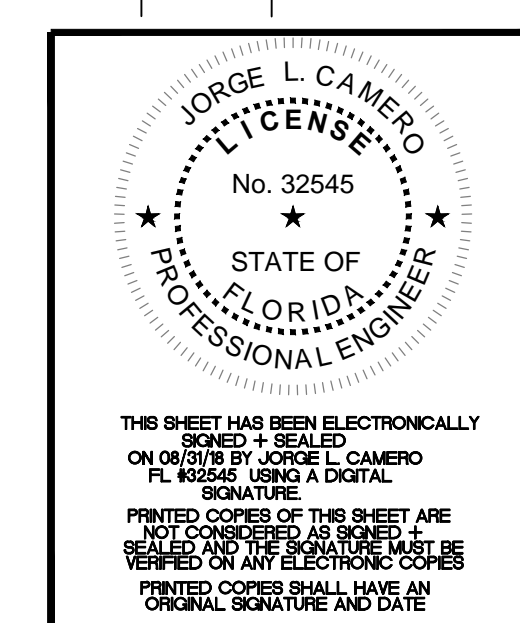 JORGE L. CAMERO
LICENSE
No. 32545
STATE OF
FLORIDA
PROFESSIONAL ENGINEER
THIS SHEET HAS BEEN ELECTRONICALLY
SIGNED + SEALED
ON 08/31/18 BY JORGE L. CAMERO
FL #32545 USING A DIGITAL
SIGNATURE.
PRINTED COPIES OF THIS SHEET ARE
NOT CONSIDERED AS SIGNED +
SEALED AND THE SIGNATURE MUST BE
VERIFIED ON ANY ELECTRONIC COPIES
PRINTED COPIES SHALL HAVE AN
ORIGINAL SIGNATURE AND DATE